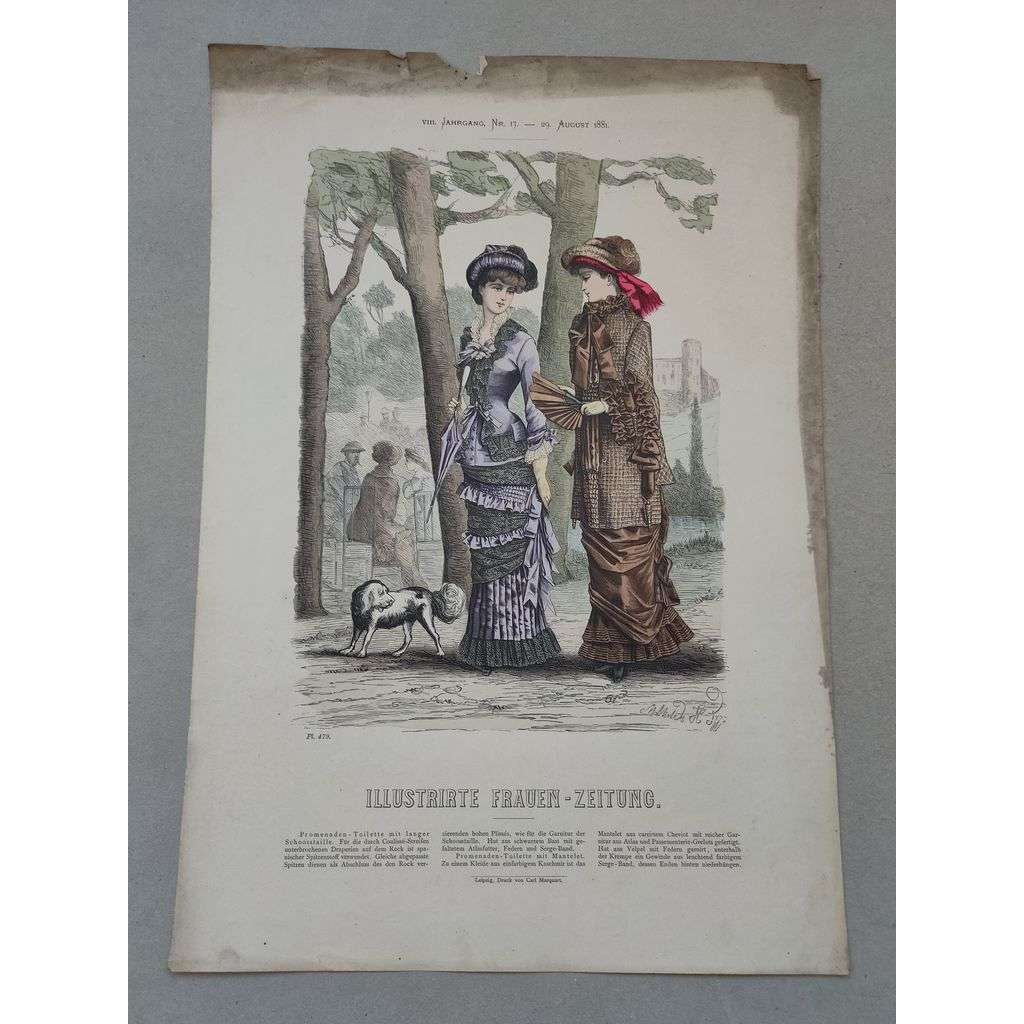 VIII. Jahrgang, Nr. 17. — 29. August 1881.
Pl. 479.
ILLUSTRIRTE FRAUEN-ZEITUNG.
Promenaden-Toilette mit langer
Schoosstaille. Für die durch Coulissé-Streifen
unterbrochenen Draperien auf dem Rock ist spa-
nischer Spitzenstoff verwendet. Gleiche abgepasste
Spitzen dienen als Abschluss des den Rock ver-
zierenden hohen Plissés, wie für die Garnitur der
Schoostaille. Hut aus schwarzem Bast mit ge-
faltetem Atlasfutter, Federn und Serge-Band.
Promenaden-Toilette mit Mantelet.
Zu einem Kleide aus einfarbigem Kaschmir ist das
Mantelet aus carrirtem Cheviot mit reicher Gar-
nitur aus Atlas und Passementerie-Grelots gefertigt.
Hut aus Velpel mit Federn garnirt, unterhalb
der Krempe ein Gewinde aus leuchtend farbigem
Serge-Band, dessen Enden hinten niederhängen.
Leipzig, Druck von Carl Marquart.